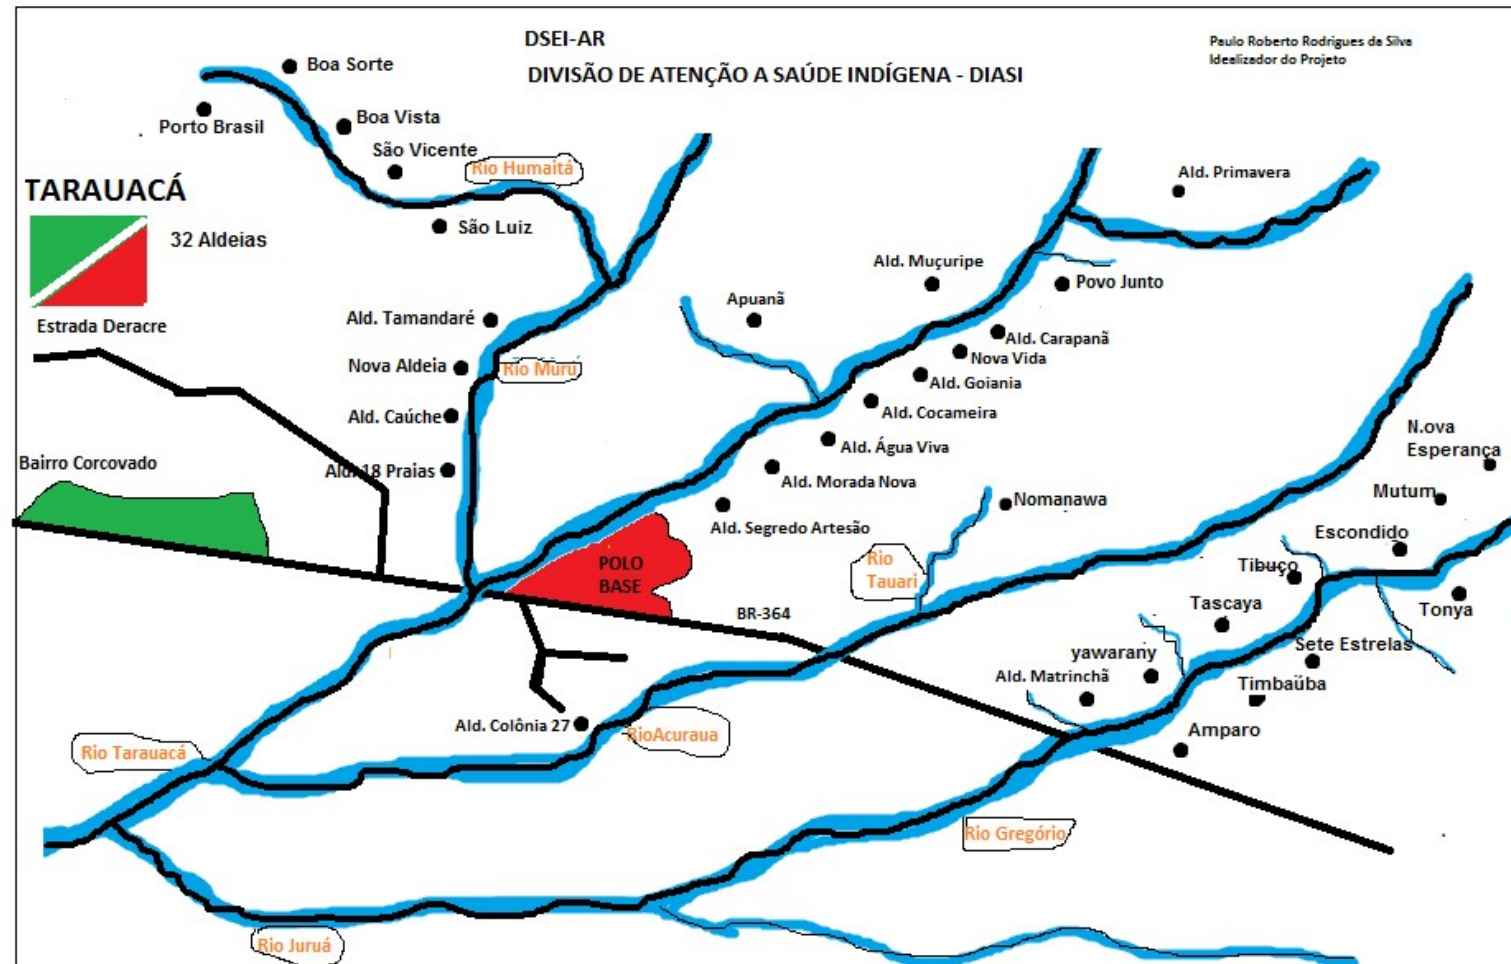 DSEI-AR
DIVISÃO DE ATENÇÃO A SAÚDE INDÍGENA - DIASI
Paulo Roberto Rodrigues da Silva
Idealizador do Projeto
Boa Sorte
Porto Brasil
Boa Vista
São Vicente
Rio Humaitá
São Luiz
TARAUACÁ
32 Aldeias
Estrada Deracre
Ald. Primavera
Ald. Muçuripe
Povo Junto
Apuanã
Ald. Tamandaré
Ald. Carapanã
Nova Vida
Nova Aldeia
Rio Muru
Ald. Goiania
Ald. Caúche
Ald. Cocameira
Ald. Água Viva
N.ova
Esperança
Bairro Corcovado
Ald. 18 Praias
Ald. Morada Nova
Mutum
Nomanawa
Ald. Segredo Artesão
Escondido
POLO
BASE
Rio
Tauari
Tibuço
Tascaya
Tonya
BR-364
Sete Estrelas
yawarany
Ald. Matrinchã
Timbaúba
Ald. Colônia 27
RioAcuraua
Amparo
Rio Tarauacá
Rio Gregório
Rio Juruá